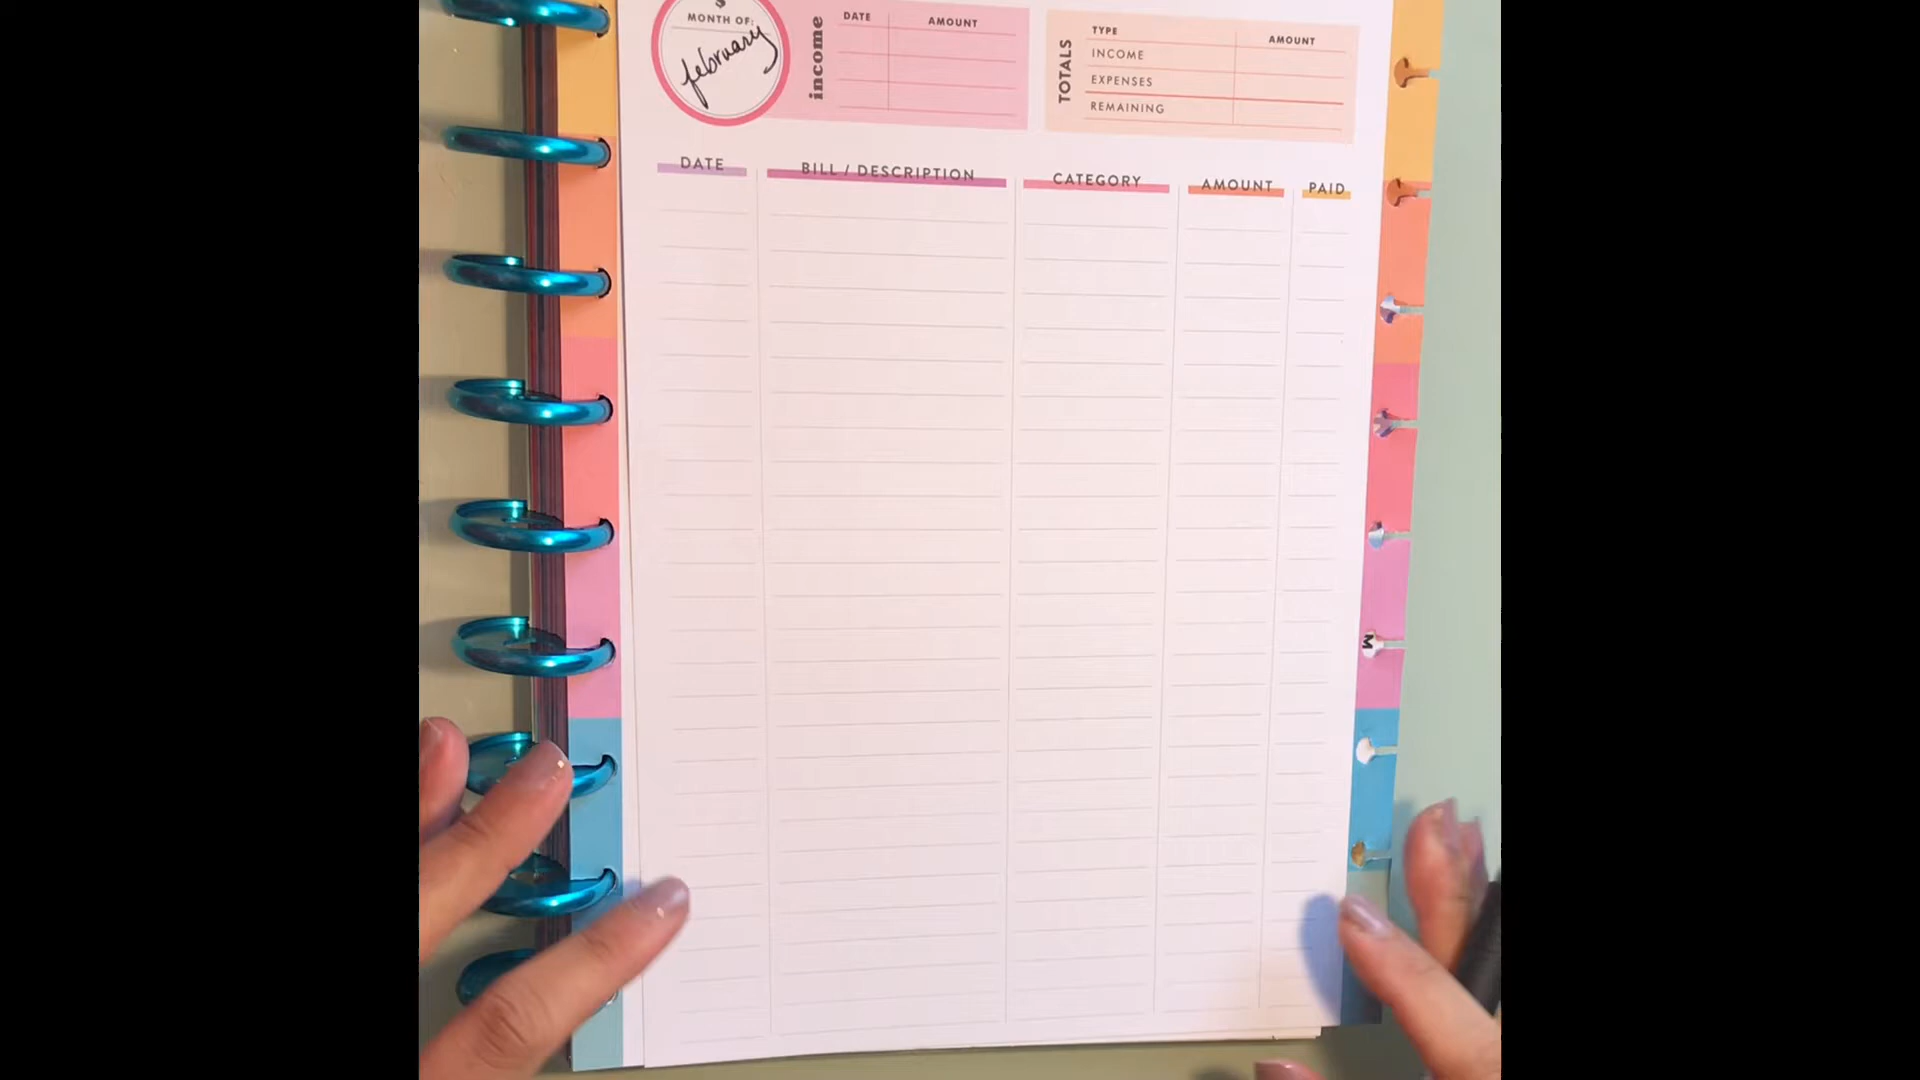 $
MONTH OF:
february
income
DATE AMOUNT
TOTALS
TYPE AMOUNT
INCOME
EXPENSES
REMAINING
DATE BILL / DESCRIPTION CATEGORY AMOUNT PAID
M